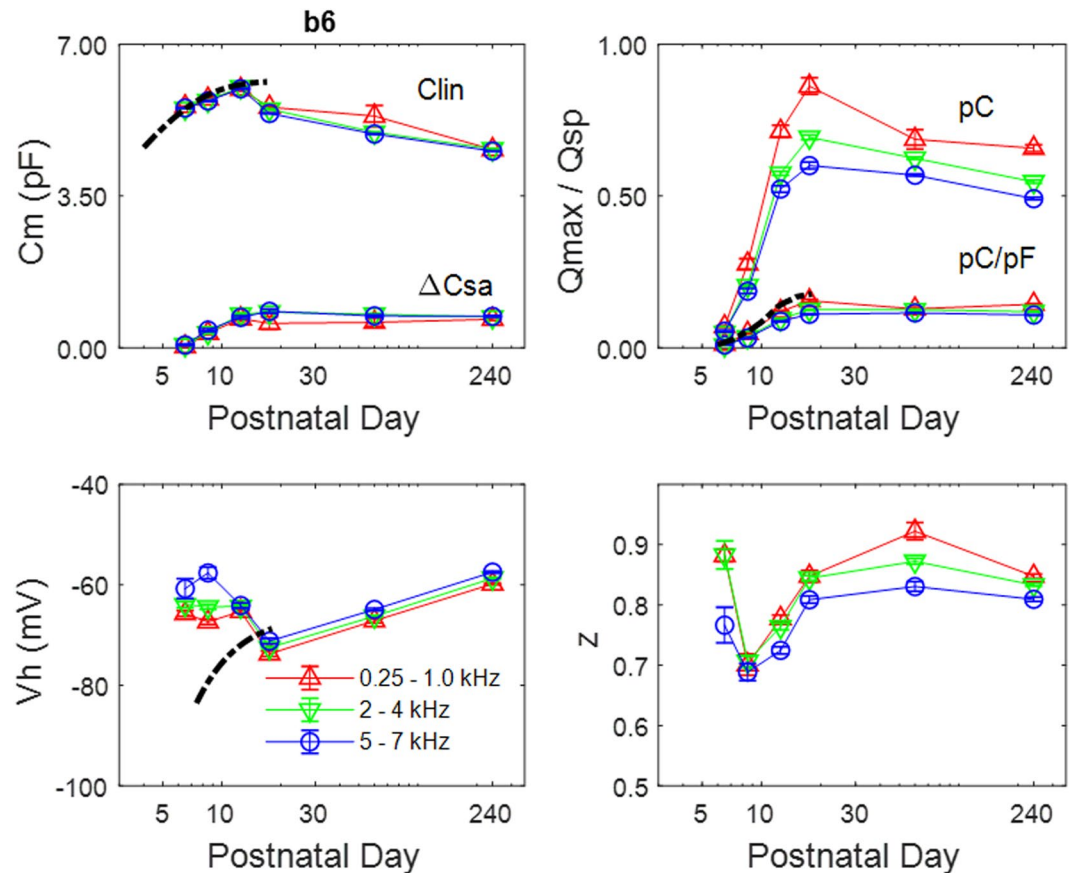 b6
7.00
3.50
0.00
Cm (pF)
Clin
ΔCsa
5 10 30 240
Postnatal Day
1.00
0.50
0.00
Qmax / Qsp
pC
pC/pF
5 10 30 240
Postnatal Day
-40
-60
-80
-100
Vh (mV)
0.25 - 1.0 kHz
2 - 4 kHz
5 - 7 kHz
5 10 30 240
Postnatal Day
0.9
0.8
0.7
0.6
0.5
z
5 10 30 240
Postnatal Day